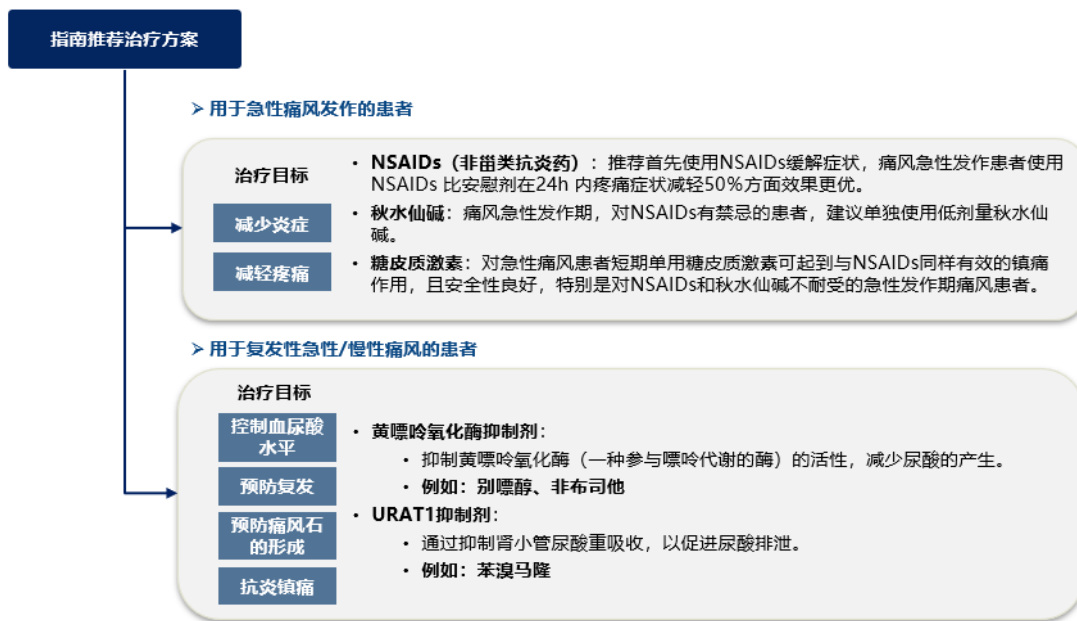 指南推荐治疗方案
➢ 用于急性痛风发作的患者
治疗目标
减少炎症
减轻疼痛
• NSAIDs（非甾类抗炎药）：推荐首先使用NSAIDs缓解症状，痛风急性发作患者使用
NSAIDs 比安慰剂在24h 内疼痛症状减轻50%方面效果更优。
• 秋水仙碱：痛风急性发作期，对NSAIDs有禁忌的患者，建议单独使用低剂量秋水仙
碱。
• 糖皮质激素：对急性痛风患者短期单用糖皮质激素可起到与NSAIDs同样有效的镇痛
作用，且安全性良好，特别是对NSAIDs和秋水仙碱不耐受的急性发作期痛风患者。
➢ 用于复发性急性/慢性痛风的患者
治疗目标
控制血尿酸
水平
预防复发
预防痛风石
的形成
抗炎镇痛
• 黄嘌呤氧化酶抑制剂：
• 抑制黄嘌呤氧化酶（一种参与嘌呤代谢的酶）的活性，减少尿酸的产生。
• 例如：别嘌醇、非布司他
• URAT1抑制剂：
• 通过抑制肾小管尿酸重吸收，以促进尿酸排泄。
• 例如：苯溴马隆